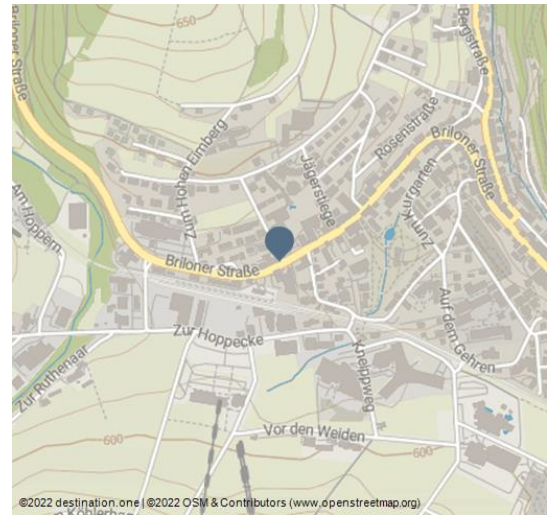 Briloner Straße
600
650
Bergstraße
Rosenstraße
Briloner Straße
Jägerstiege
Zum Hohen Eimberg
Zum Kurgarten
Am Hoppern
Briloner Straße
Auf dem Gehren
Zur Hoppecke
Kneippweg
Zur Ruthenaar
Vor den Weiden
600
600
©2022 destination.one | ©2022 OSM & Contributors (www.openstreetmap.org)